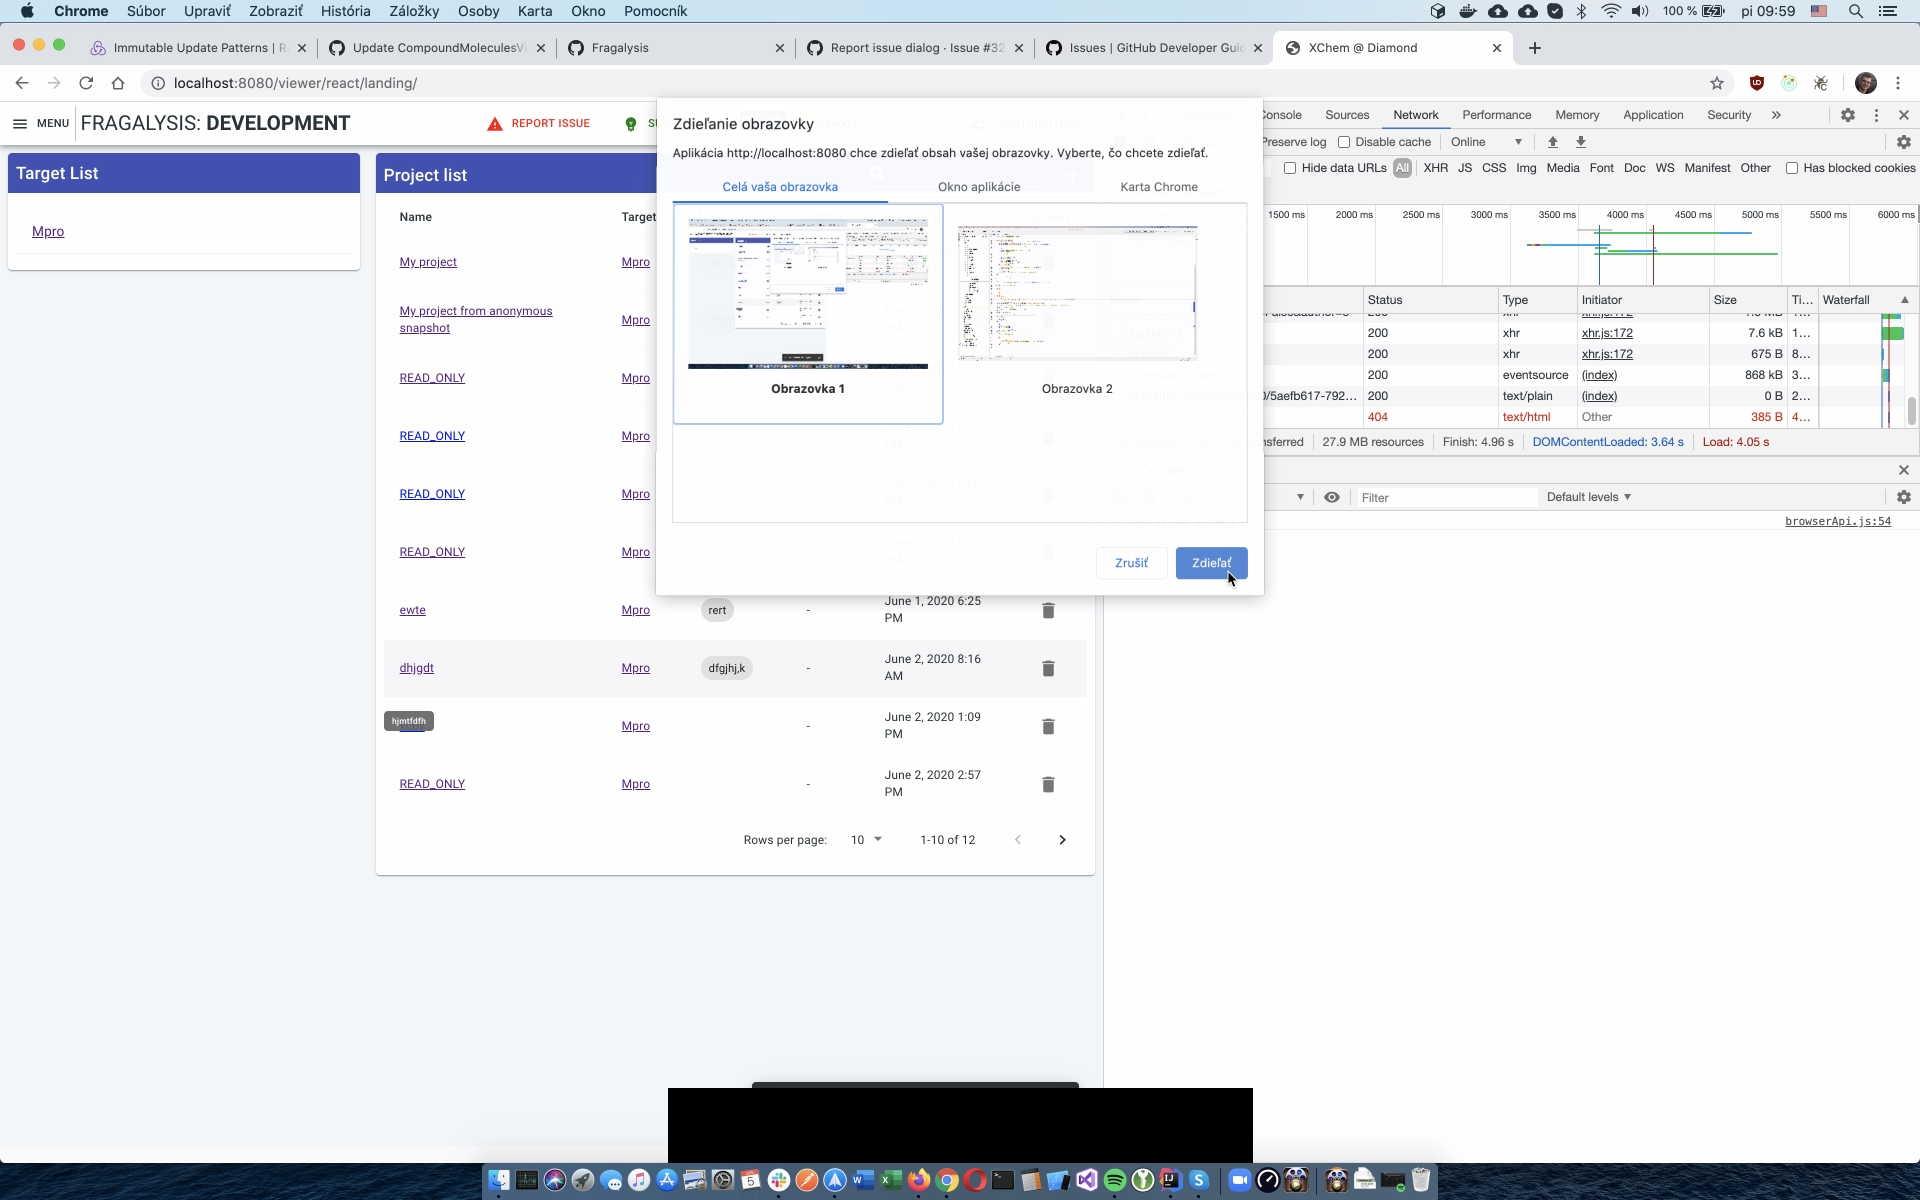 Chrome Súbor Upraviť Zobraziť História Záložky Osoby Karta Okno Pomocník 100 % pi 09:59
Immutable Update Patterns | R
Update CompoundMoleculesVi
Fragalysis
Report issue dialog · Issue #32
Issues | GitHub Developer Guid
XChem @ Diamond
localhost:8080/viewer/react/landing/
MENU FRAGALYSIS: DEVELOPMENT REPORT ISSUE
Target List
Mpro
Project list
Name Target
My project Mpro
My project from anonymous
snapshot Mpro
READ_ONLY Mpro
READ_ONLY Mpro
READ_ONLY Mpro
READ_ONLY Mpro
ewte Mpro rert - June 1, 2020 6:25
PM
dhjgdt Mpro dfgjhj,k - June 2, 2020 8:16
AM
hjmtfdfh Mpro - June 2, 2020 1:09
PM
READ_ONLY Mpro - June 2, 2020 2:57
PM
Rows per page: 10 1-10 of 12
Zdieľanie obrazovky
Aplikácia http://localhost:8080 chce zdieľať obsah vašej obrazovky. Vyberte, čo chcete zdieľať.
Celá vaša obrazovka Okno aplikácie Karta Chrome
Obrazovka 1 Obrazovka 2
Zrušiť Zdieľať
Console Sources Network Performance Memory Application Security
Preserve log Disable cache Online
Hide data URLs All XHR JS CSS Img Media Font Doc WS Manifest Other Has blocked cookies
1500 ms 2000 ms 2500 ms 3000 ms 3500 ms 4000 ms 4500 ms 5000 ms 5500 ms 6000 ms
Status Type Initiator Size Ti... Waterfall
200 xhr xhr.js:172 7.6 kB 1...
200 xhr xhr.js:172 675 B 8...
200 eventsource (index) 868 kB 3...
/5aefb617-792... 200 text/plain (index) 0 B 2...
404 text/html Other 385 B 4...
27.9 MB resources Finish: 4.96 s DOMContentLoaded: 3.64 s Load: 4.05 s
Filter Default levels
browserApi.js:54